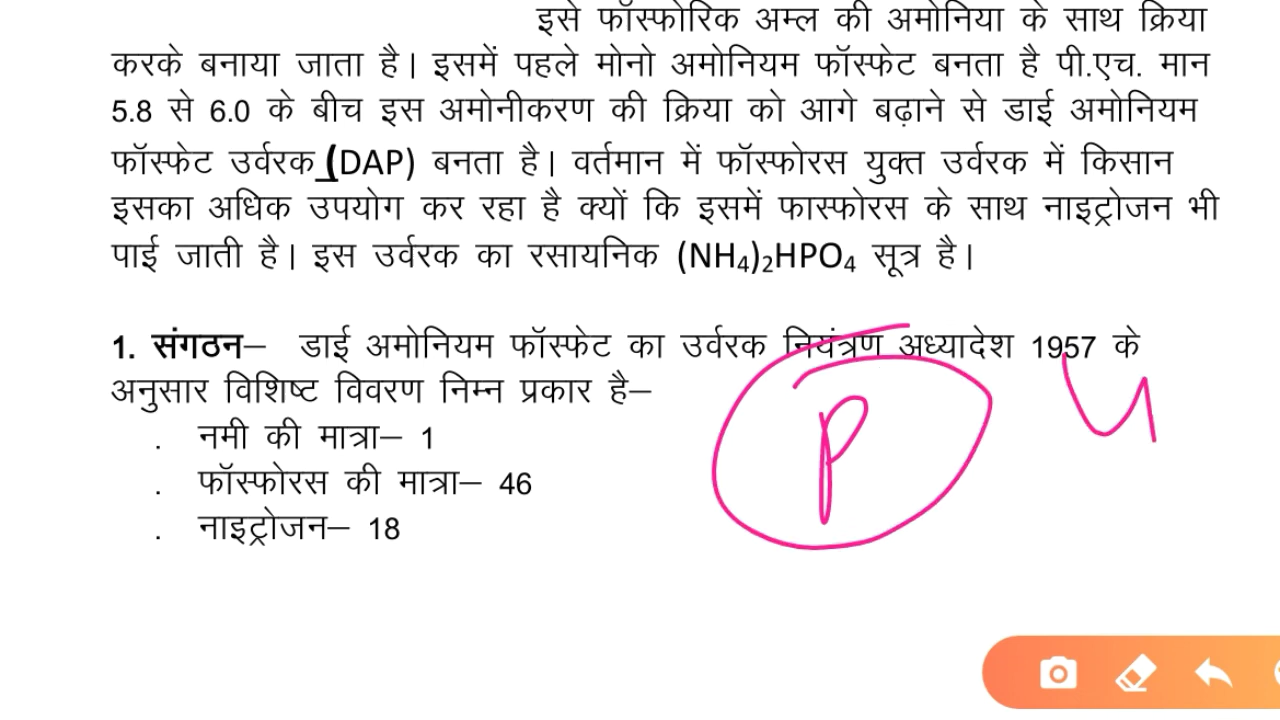 इसे फॉस्फोरिक अम्ल की अमोनिया के साथ क्रिया
करके बनाया जाता है। इसमें पहले मोनो अमोनियम फॉस्फेट बनता है पी.एच. मान
5.8 से 6.0 के बीच इस अमोनीकरण की क्रिया को आगे बढ़ाने से डाई अमोनियम
फॉस्फेट उर्वरक (DAP) बनता है। वर्तमान में फॉस्फोरस युक्त उर्वरक में किसान
इसका अधिक उपयोग कर रहा है क्यों कि इसमें फास्फोरस के साथ नाइट्रोजन भी
पाई जाती है। इस उर्वरक का रसायनिक (NH₄)₂HPO₄ सूत्र है।
1. संगठन– डाई अमोनियम फॉस्फेट का उर्वरक नियंत्रण अध्यादेश 1957 के
अनुसार विशिष्ट विवरण निम्न प्रकार है–
. नमी की मात्रा– 1
. फॉस्फोरस की मात्रा– 46
. नाइट्रोजन– 18
P